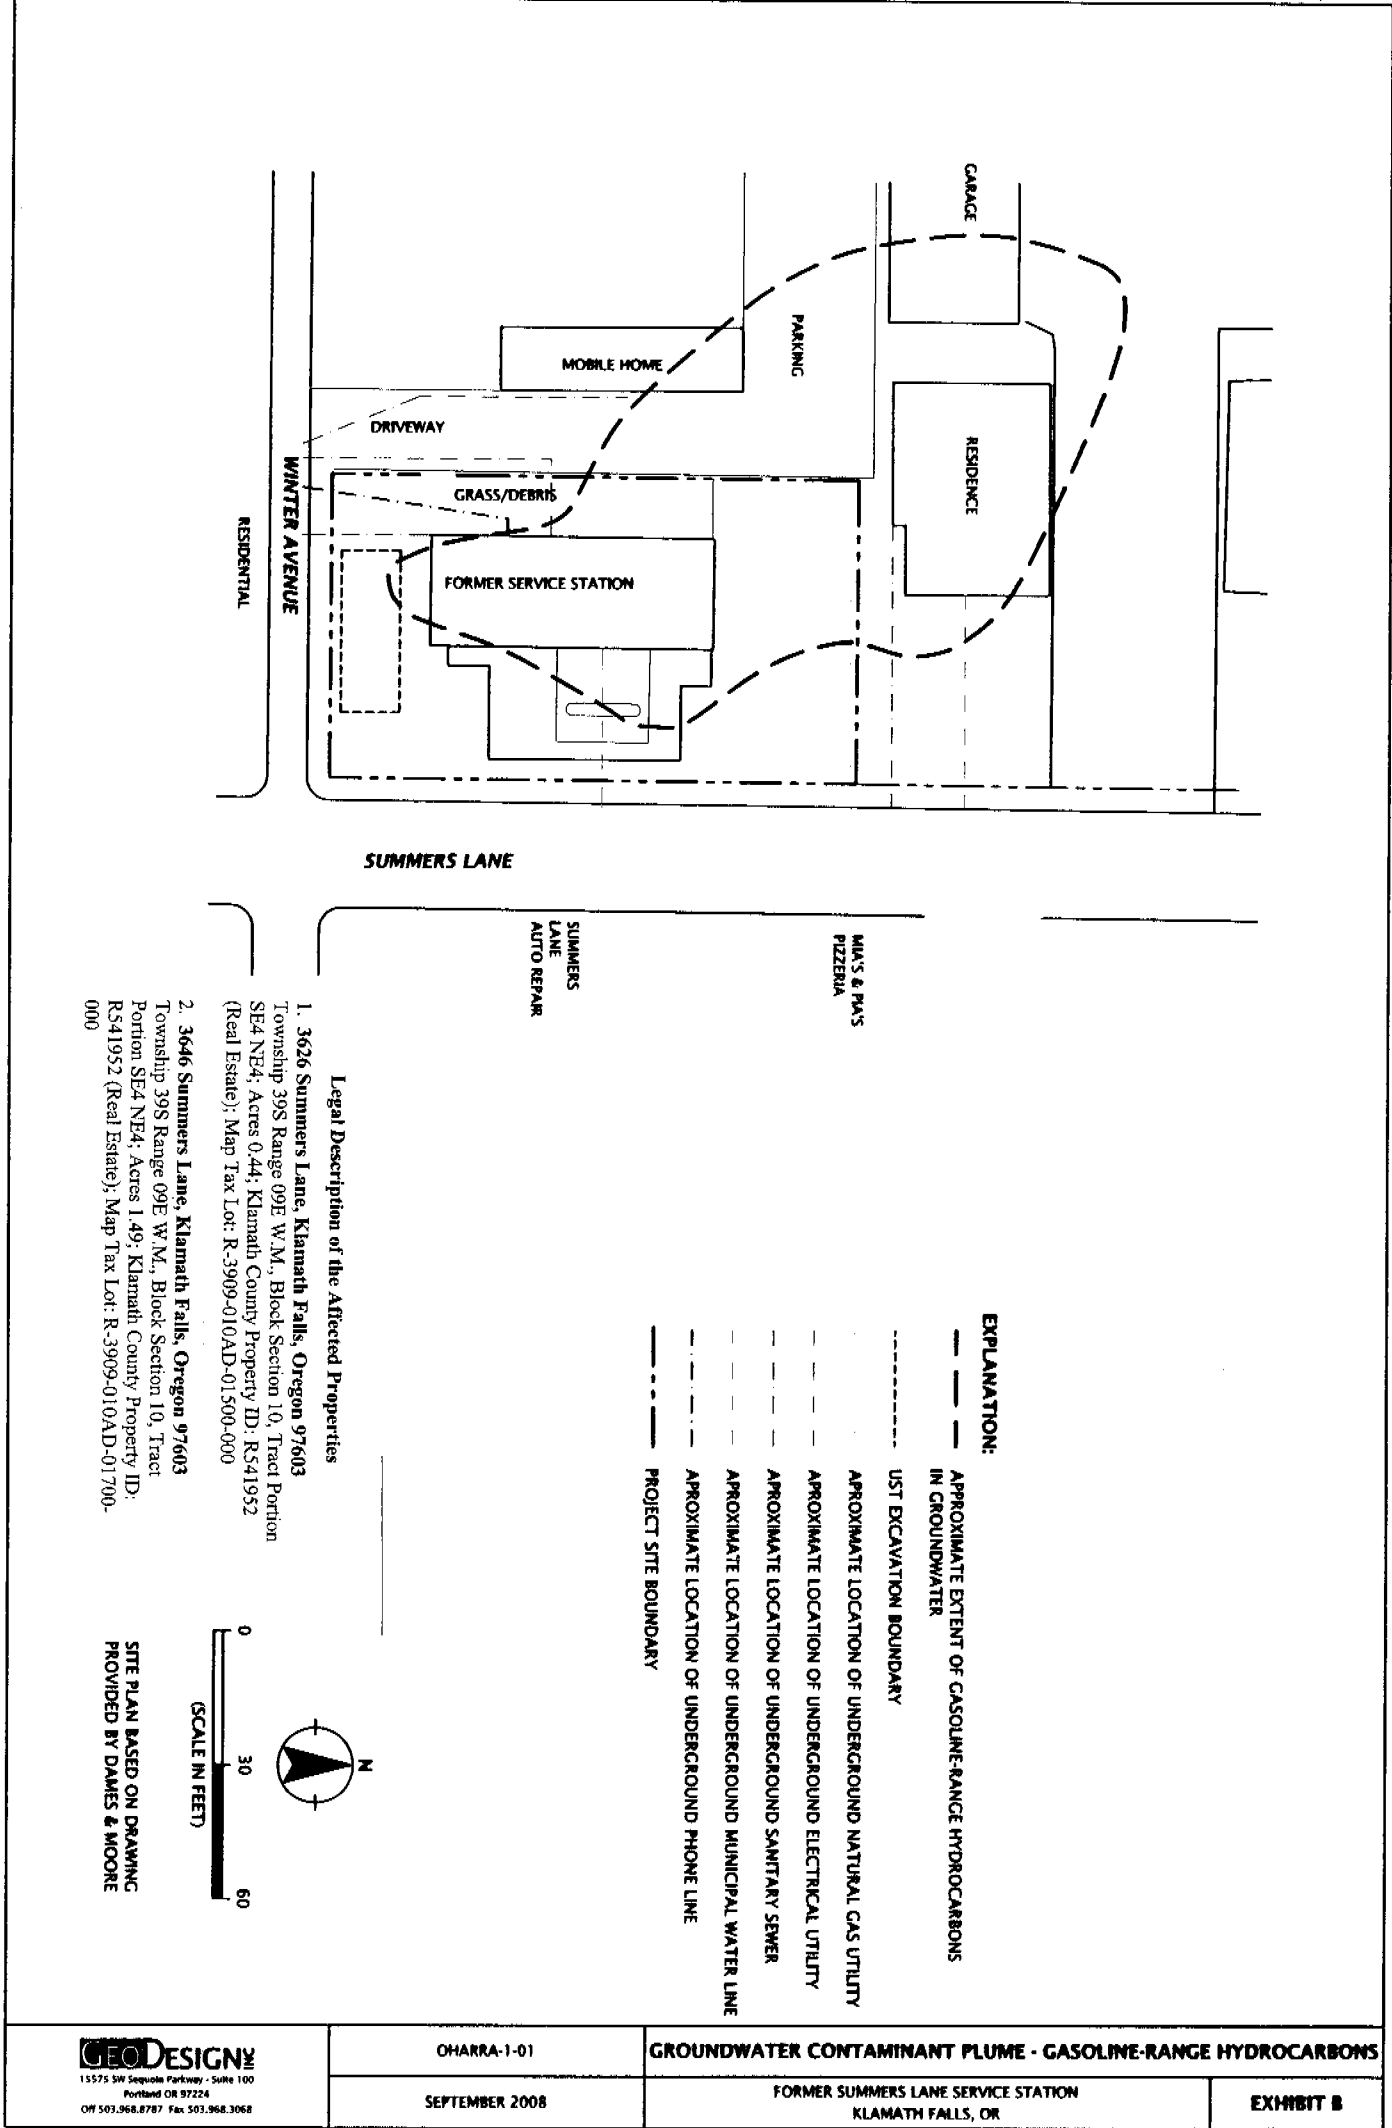 GARAGE
PARKING
MOBILE HOME
DRIVEWAY
RESIDENCE
GRASS/DEBRIS
WINTER AVENUE
RESIDENTIAL
FORMER SERVICE STATION
SUMMERS LANE
SUMMERS
LANE
AUTO REPAIR
MIA'S & PIA'S
PIZZERIA
Legal Description of the Affected Properties
1. 3626 Summers Lane, Klamath Falls, Oregon 97603
Township 39S Range 09E W.M., Block Section 10, Tract Portion
SE4 NE4; Acres 0.44; Klamath County Property ID: R541952
(Real Estate); Map Tax Lot: R-3909-010AD-01500-000
2. 3646 Summers Lane, Klamath Falls, Oregon 97603
Township 39S Range 09E W.M., Block Section 10, Tract
Portion SE4 NE4; Acres 1.49; Klamath County Property ID:
R541952 (Real Estate); Map Tax Lot: R-3909-010AD-01700-
000
EXPLANATION:
APPROXIMATE EXTENT OF GASOLINE-RANGE HYDROCARBONS
IN GROUNDWATER
UST EXCAVATION BOUNDARY
APROXIMATE LOCATION OF UNDERGROUND NATURAL GAS UTILITY
APROXIMATE LOCATION OF UNDERGROUND ELECTRICAL UTILITY
APROXIMATE LOCATION OF UNDERGROUND SANITARY SEWER
APROXIMATE LOCATION OF UNDERGROUND MUNICIPAL WATER LINE
APROXIMATE LOCATION OF UNDERGROUND PHONE LINE
PROJECT SITE BOUNDARY
N
0 30 60
(SCALE IN FEET)
SITE PLAN BASED ON DRAWING
PROVIDED BY DAMES & MOORE
GEODESIGN INC
15575 SW Sequoia Parkway - Suite 100
Portland OR 97224
Off 503.968.8787 Fax 503.968.3068
OHARRA-1-01
SEPTEMBER 2008
GROUNDWATER CONTAMINANT PLUME - GASOLINE-RANGE HYDROCARBONS
FORMER SUMMERS LANE SERVICE STATION
KLAMATH FALLS, OR
EXHIBIT B